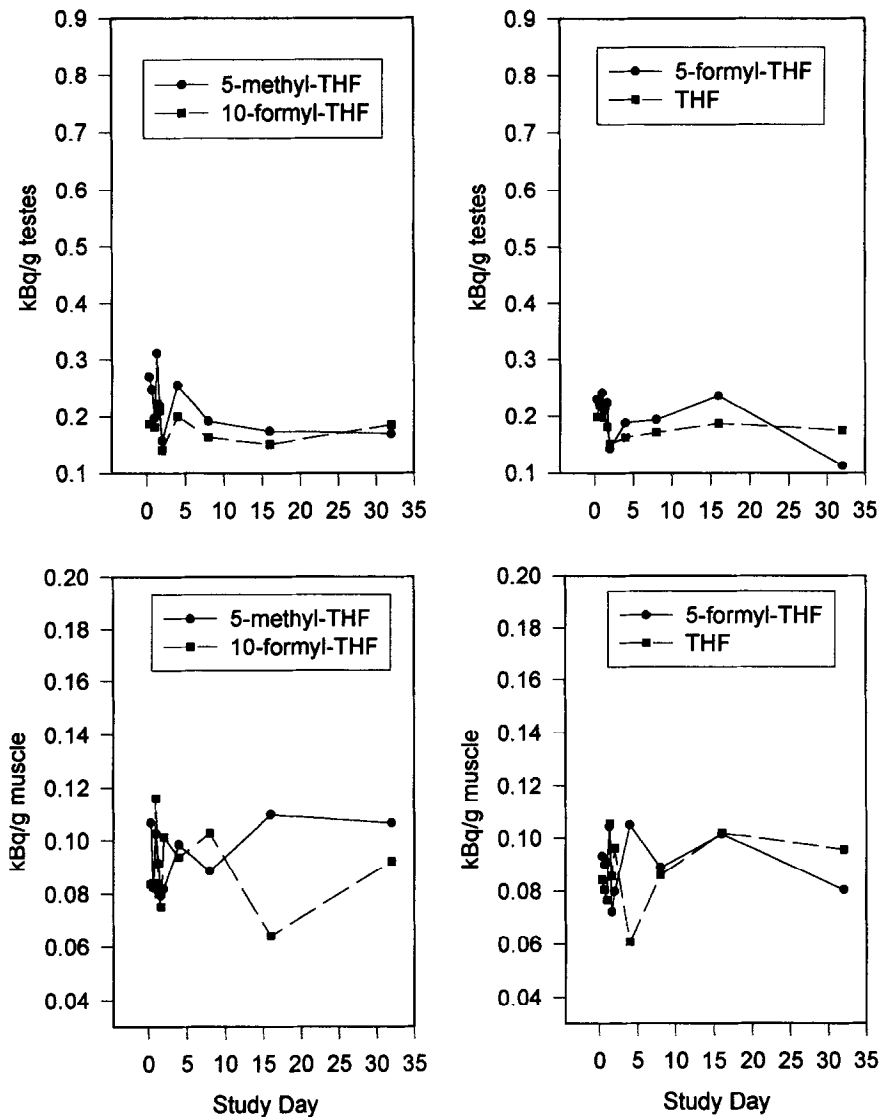 0.9
0.8
0.7
0.6
0.5
0.4
0.3
0.2
0.1
kBq/g testes
5-methyl-THF
10-formyl-THF
0 5 10 15 20 25 30 35
0.9
0.8
0.7
0.6
0.5
0.4
0.3
0.2
0.1
kBq/g testes
5-formyl-THF
THF
0 5 10 15 20 25 30 35
0.20
0.18
0.16
0.14
0.12
0.10
0.08
0.06
0.04
kBq/g muscle
5-methyl-THF
10-formyl-THF
0 5 10 15 20 25 30 35
Study Day
0.20
0.18
0.16
0.14
0.12
0.10
0.08
0.06
0.04
kBq/g muscle
5-formyl-THF
THF
0 5 10 15 20 25 30 35
Study Day